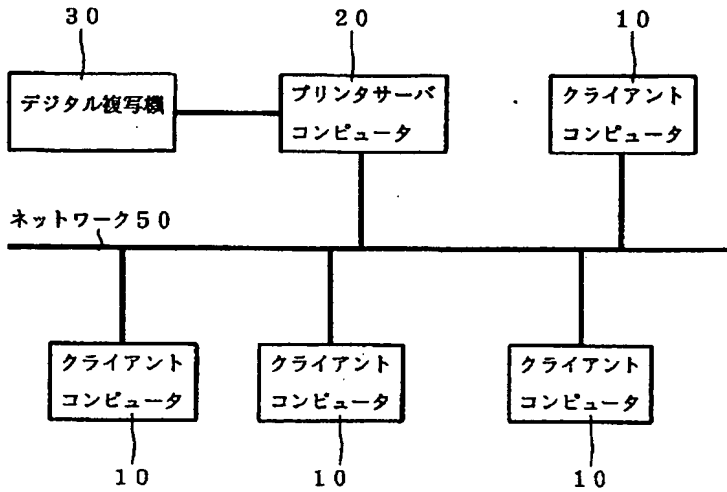 30
20
10
デジタル複写機
プリンタサーバ
コンピュータ
クライアント
コンピュータ
ネットワーク50
クライアント
コンピュータ
クライアント
コンピュータ
クライアント
コンピュータ
10
10
10